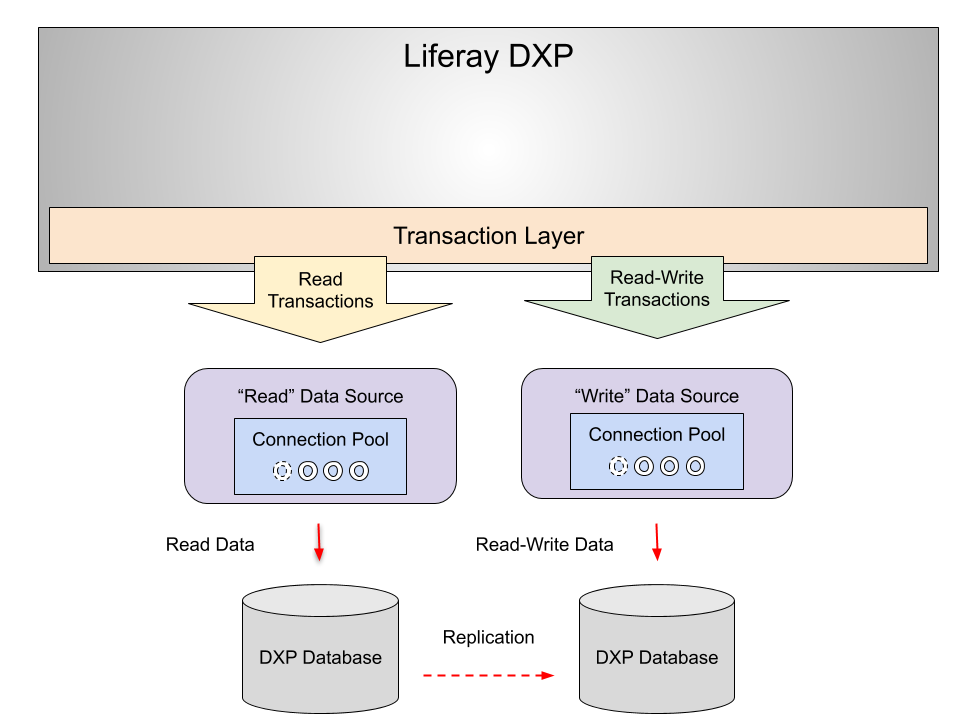 Liferay DXP
Transaction Layer
Read
Transactions
Read-Write
Transactions
“Read” Data Source
Connection Pool
“Write” Data Source
Connection Pool
Read Data
Read-Write Data
DXP Database
Replication
DXP Database